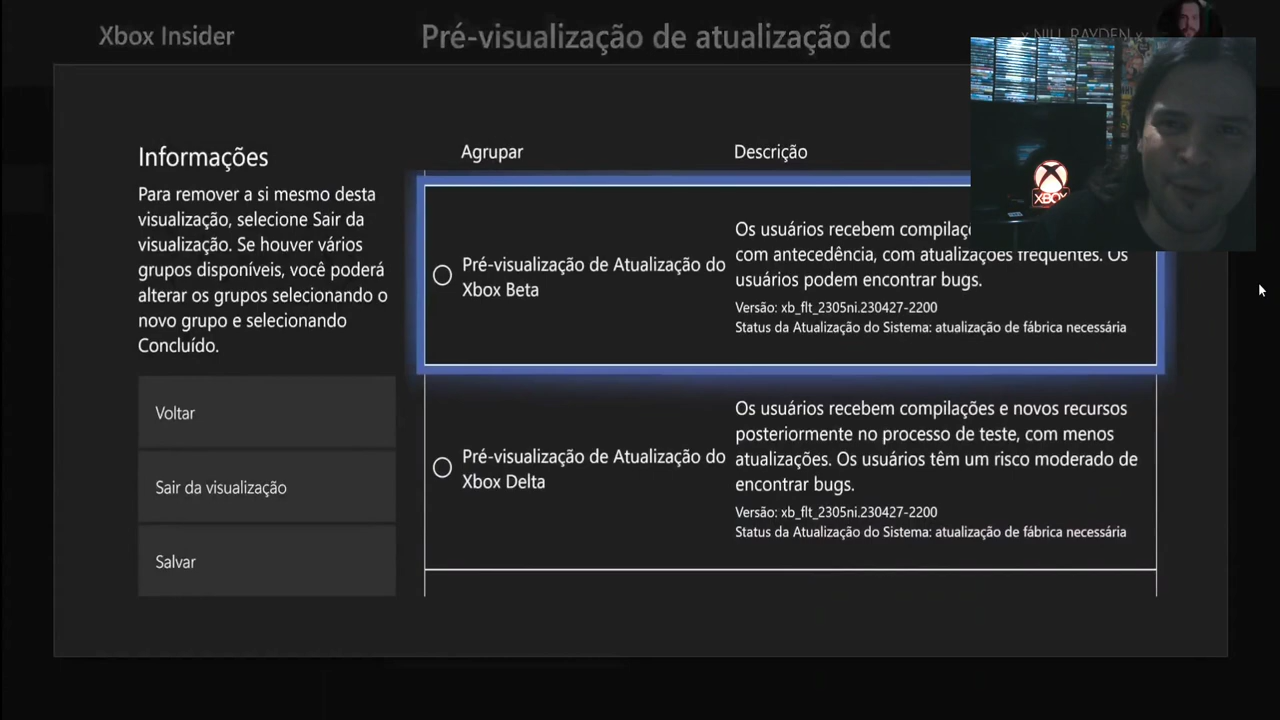 Xbox Insider
Pré-visualização de atualização dc
x NILL RAYDEN x
Informações
Para remover a si mesmo desta
visualização, selecione Sair da
visualização. Se houver vários
grupos disponíveis, você poderá
alterar os grupos selecionando o
novo grupo e selecionando
Concluído.
Voltar
Sair da visualização
Salvar
Agrupar
Descrição
Pré-visualização de Atualização do
Xbox Beta
Os usuários recebem compilaç
com antecedência, com atualizações frequentes. Os
usuários podem encontrar bugs.
Versão: xb_flt_2305ni.230427-2200
Status da Atualização do Sistema: atualização de fábrica necessária
Pré-visualização de Atualização do
Xbox Delta
Os usuários recebem compilações e novos recursos
posteriormente no processo de teste, com menos
atualizações. Os usuários têm um risco moderado de
encontrar bugs.
Versão: xb_flt_2305ni.230427-2200
Status da Atualização do Sistema: atualização de fábrica necessária
XBOX